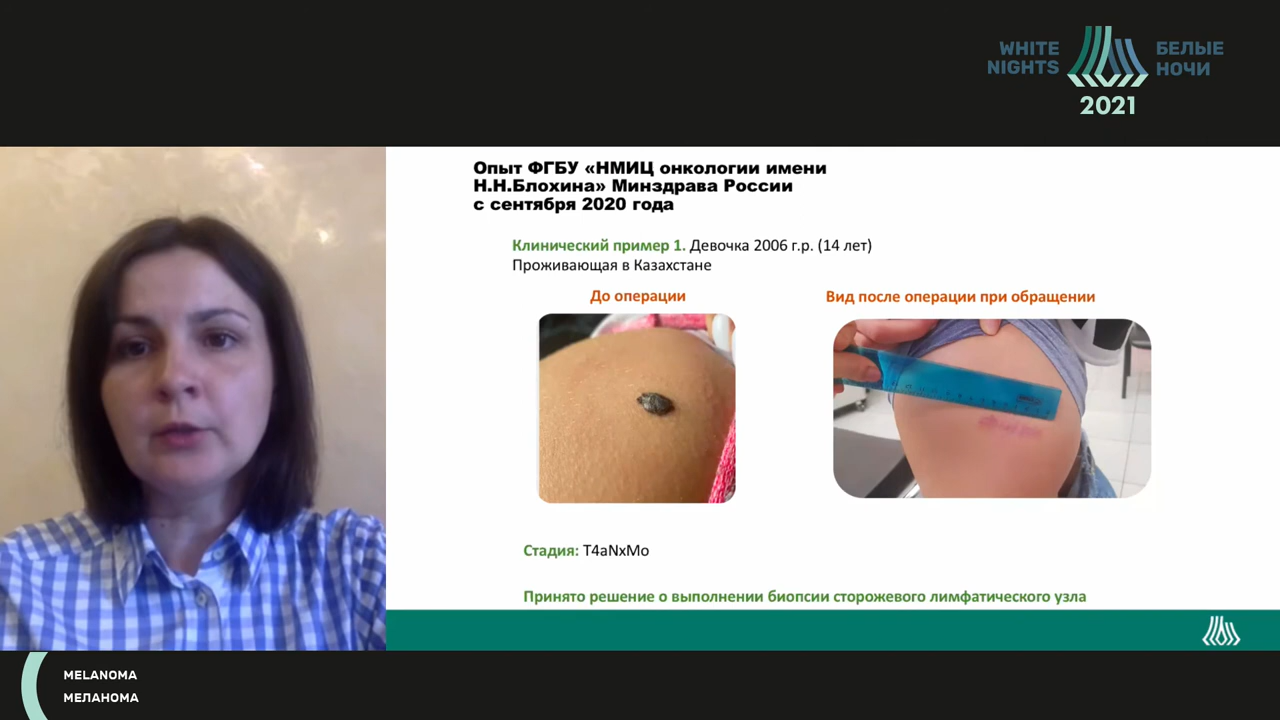 WHITE
NIGHTS
БЕЛЫЕ
НОЧИ
2021
Опыт ФГБУ «НМИЦ онкологии имени
Н.Н.Блохина» Минздрава России
с сентября 2020 года
Клинический пример 1. Девочка 2006 г.р. (14 лет)
Проживающая в Казахстане
До операции
Вид после операции при обращении
Стадия: T4aNxMo
Принято решение о выполнении биопсии сторожевого лимфатического узла
MELANOMA
МЕЛАНОМА